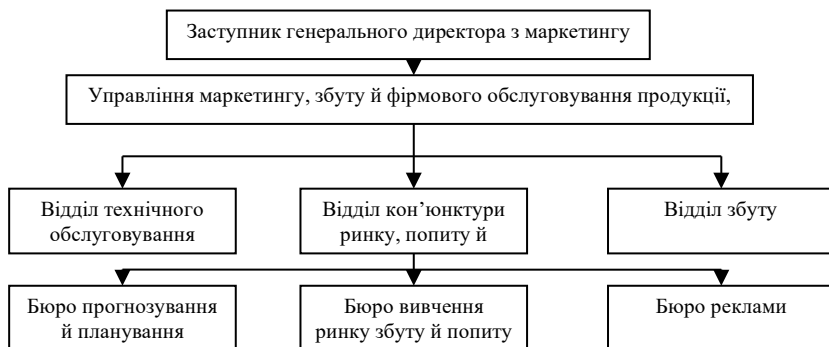 Заступник генерального директора з маркетингу
Управління маркетингу, збуту й фірмового обслуговування продукції,
Відділ технічного
обслуговування
Відділ кон’юнктури
ринку, попиту й
Відділ збуту
Бюро прогнозування
й планування
Бюро вивчення
ринку збуту й попиту
Бюро реклами